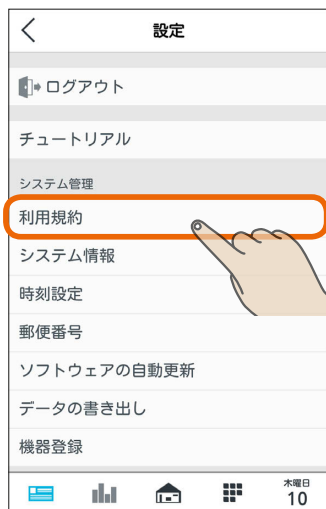 設定
ログアウト
チュートリアル
システム管理
利用規約
システム情報
時刻設定
郵便番号
ソフトウェアの自動更新
データの書き出し
機器登録
木曜日
10